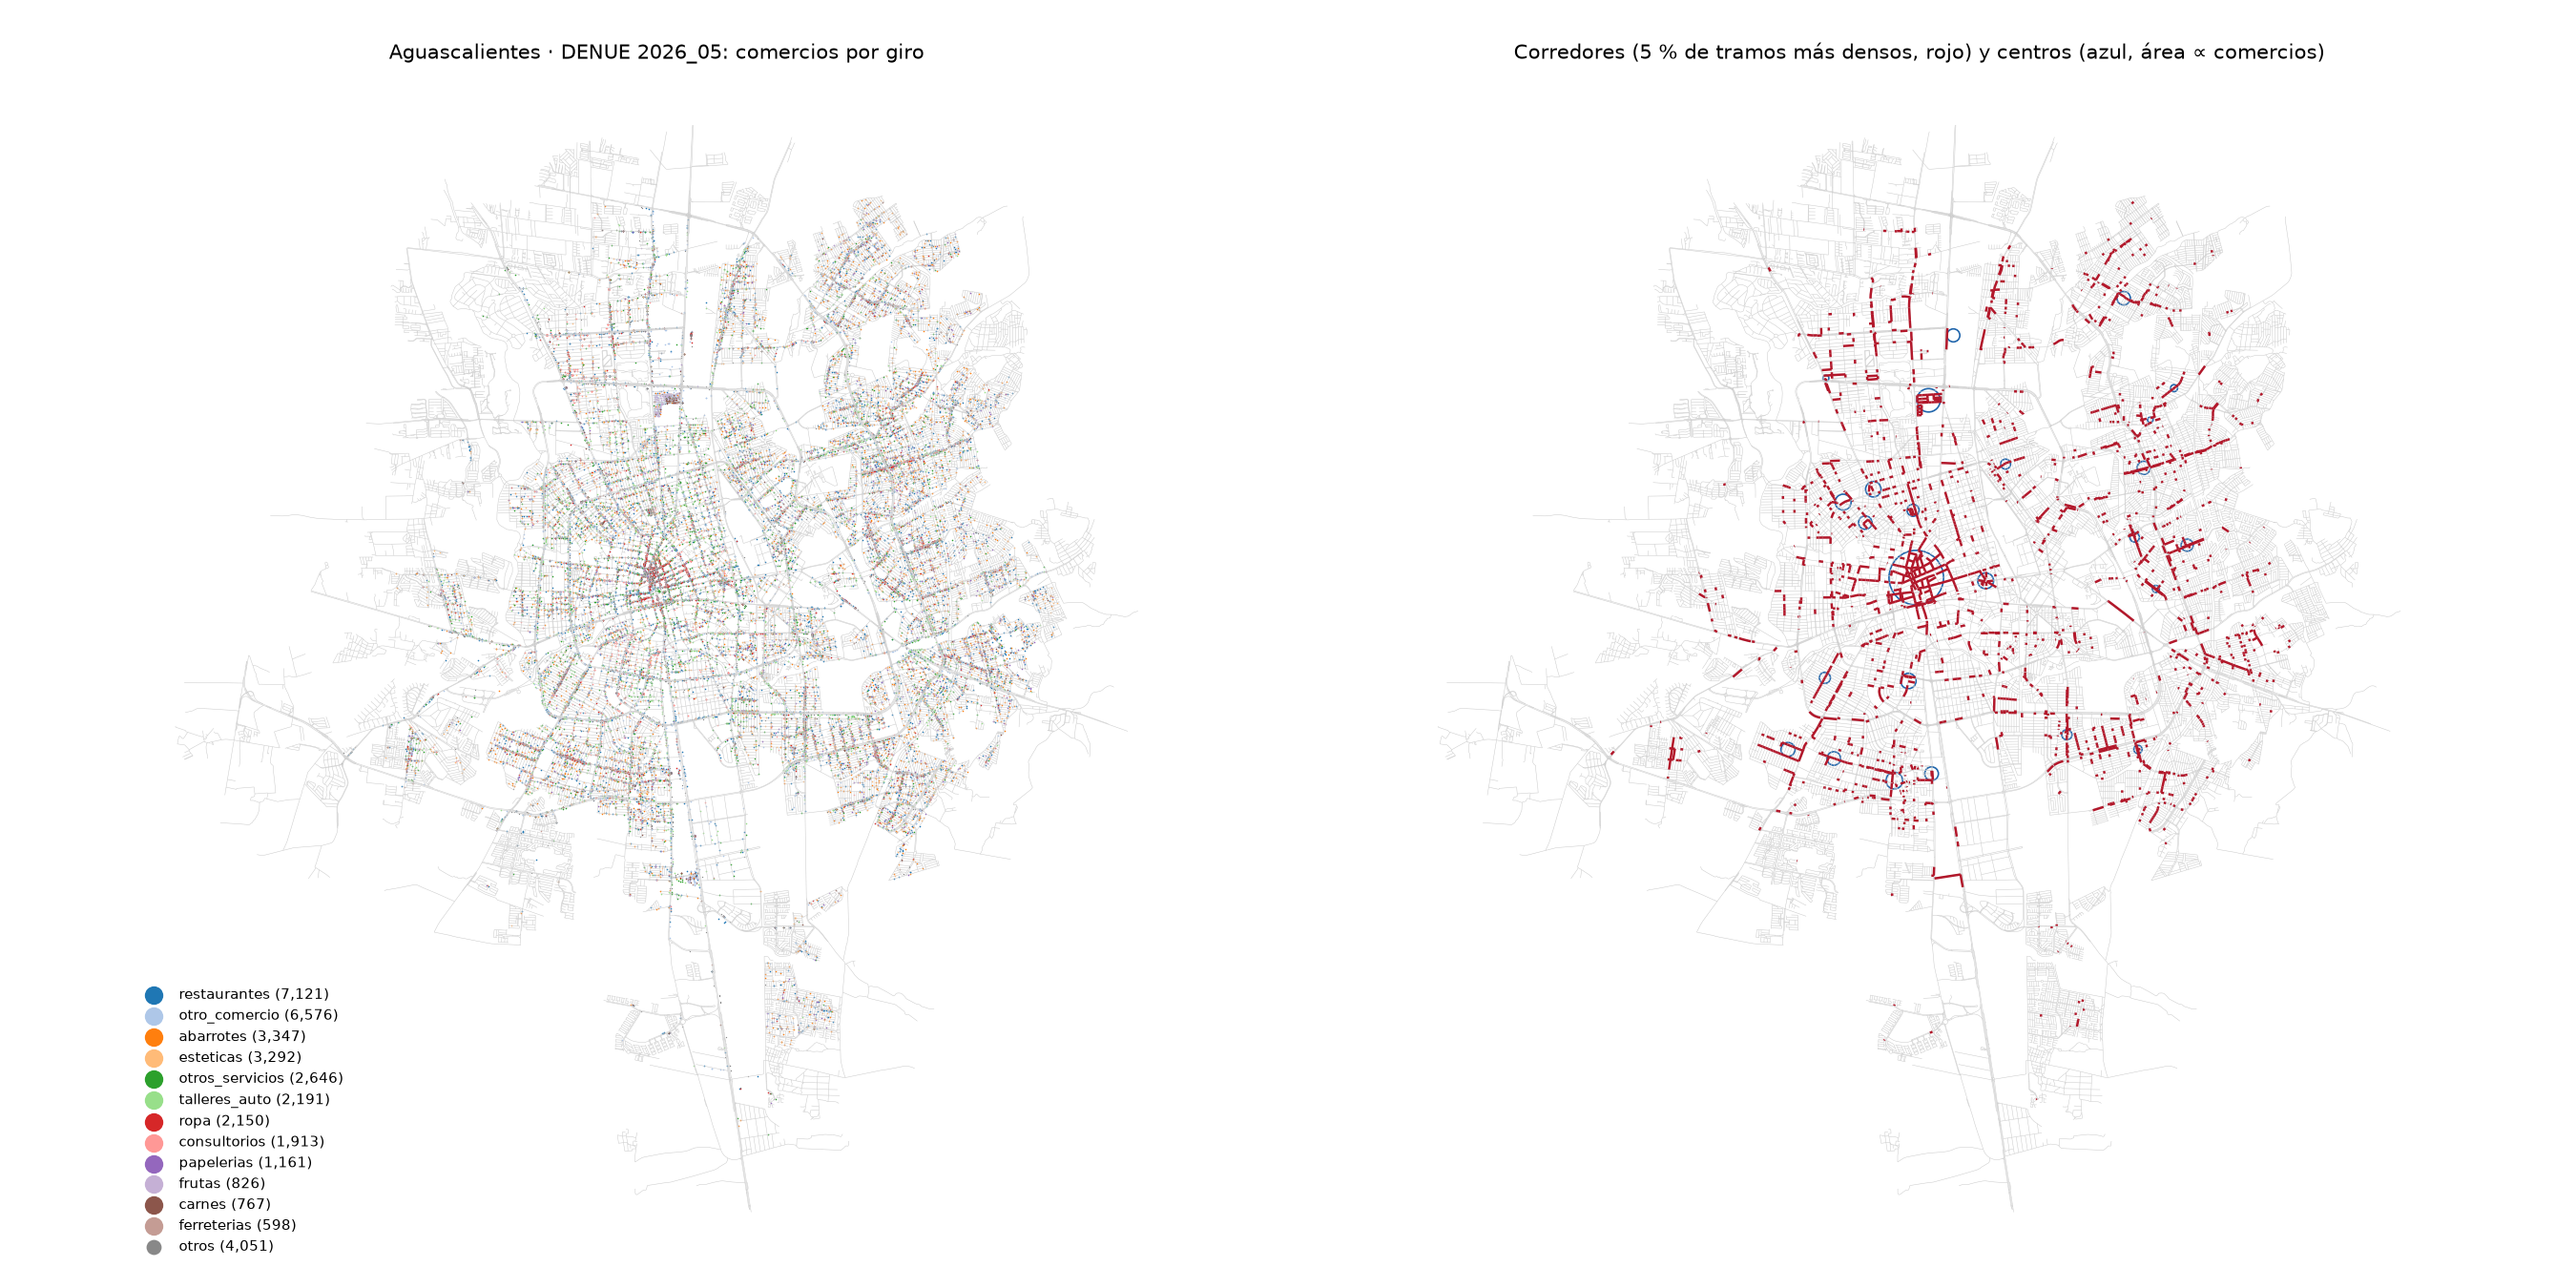 Aguascalientes · DENUE 2026_05: comercios por giro
Corredores (5 % de tramos más densos, rojo) y centros (azul, área ∝ comercios)
restaurantes (7,121)
otro_comercio (6,576)
abarrotes (3,347)
esteticas (3,292)
otros_servicios (2,646)
talleres_auto (2,191)
ropa (2,150)
consultorios (1,913)
papelerias (1,161)
frutas (826)
carnes (767)
ferreterias (598)
otros (4,051)